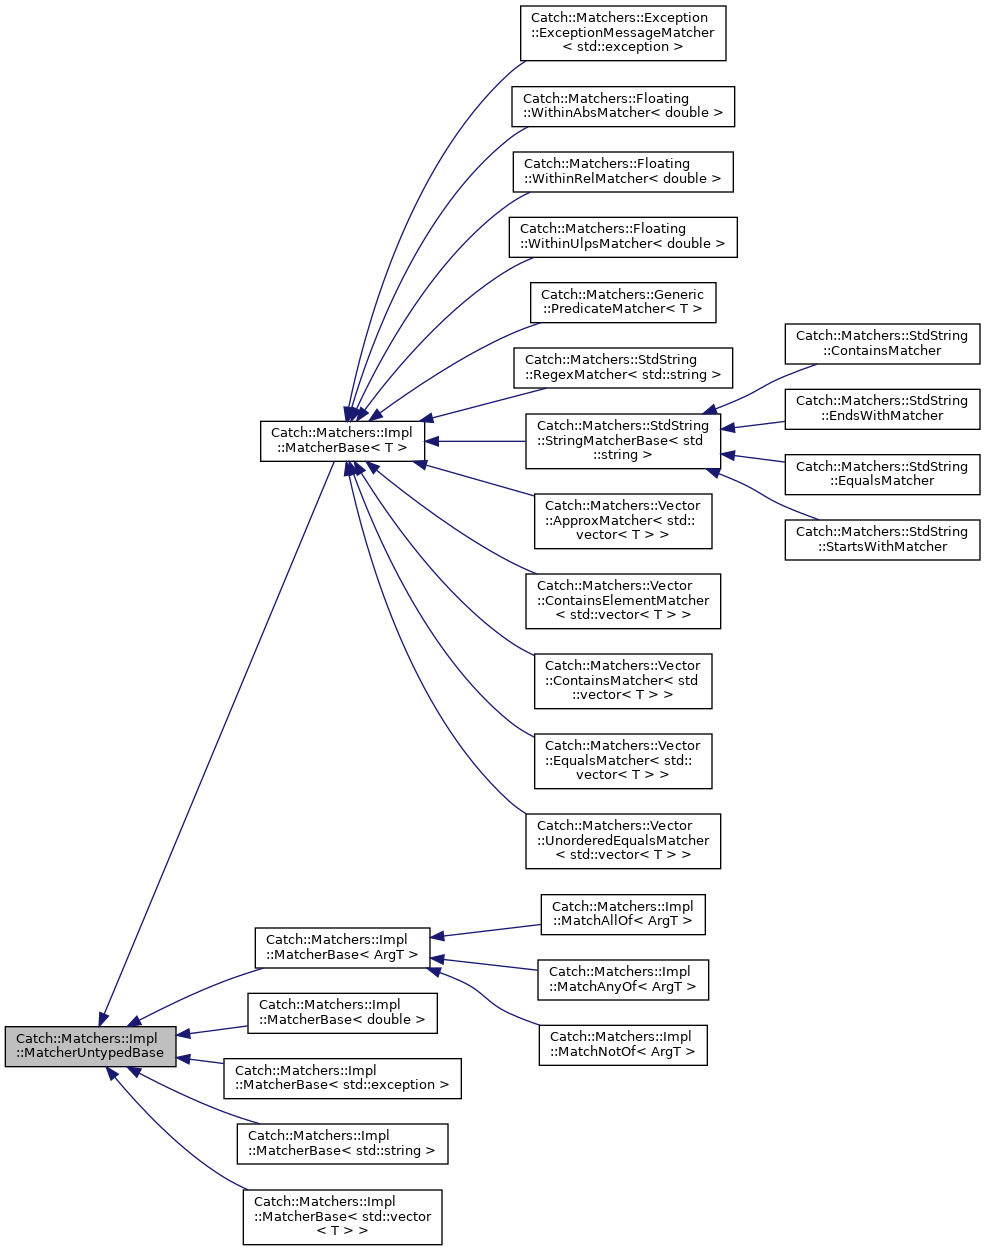 Catch::Matchers::Exception
::ExceptionMessageMatcher
< std::exception >
Catch::Matchers::Floating
::WithinAbsMatcher< double >
Catch::Matchers::Floating
::WithinRelMatcher< double >
Catch::Matchers::Floating
::WithinUlpsMatcher< double >
Catch::Matchers::Generic
::PredicateMatcher< T >
Catch::Matchers::StdString
::RegexMatcher< std::string >
Catch::Matchers::Impl
::MatcherBase< T >
Catch::Matchers::StdString
::StringMatcherBase< std
::string >
Catch::Matchers::StdString
::ContainsMatcher
Catch::Matchers::StdString
::EndsWithMatcher
Catch::Matchers::StdString
::EqualsMatcher
Catch::Matchers::StdString
::StartsWithMatcher
Catch::Matchers::Vector
::ApproxMatcher< std::
vector< T > >
Catch::Matchers::Vector
::ContainsElementMatcher
< std::vector< T > >
Catch::Matchers::Vector
::ContainsMatcher< std
::vector< T > >
Catch::Matchers::Vector
::EqualsMatcher< std::
vector< T > >
Catch::Matchers::Vector
::UnorderedEqualsMatcher
< std::vector< T > >
Catch::Matchers::Impl
::MatcherUntypedBase
Catch::Matchers::Impl
::MatcherBase< ArgT >
Catch::Matchers::Impl
::MatchAllOf< ArgT >
Catch::Matchers::Impl
::MatchAnyOf< ArgT >
Catch::Matchers::Impl
::MatchNotOf< ArgT >
Catch::Matchers::Impl
::MatcherBase< double >
Catch::Matchers::Impl
::MatcherBase< std::exception >
Catch::Matchers::Impl
::MatcherBase< std::string >
Catch::Matchers::Impl
::MatcherBase< std::vector
< T > >